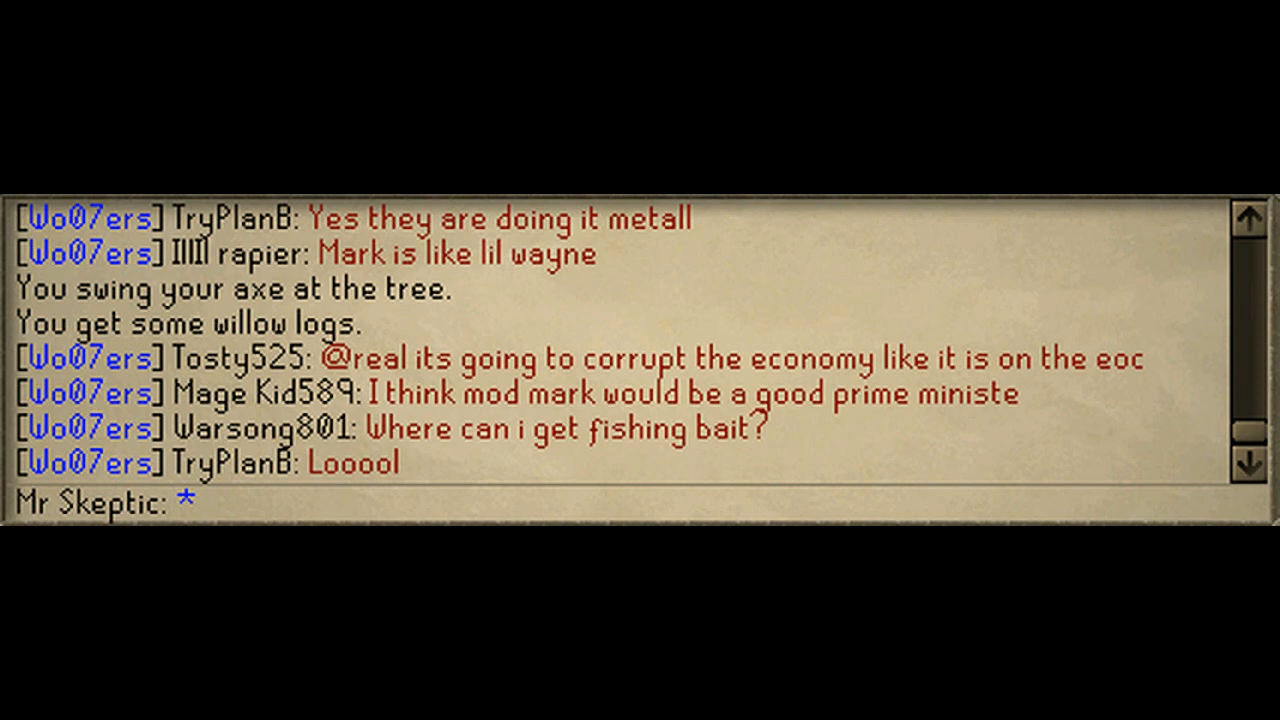 [Wo07ers] TryPlanB: Yes they are doing it metall
[Wo07ers] IlIIl rapier: Mark is like lil wayne
You swing your axe at the tree.
You get some willow logs.
[Wo07ers] Tosty525: @real its going to corrupt the economy like it is on the eoc
[Wo07ers] Mage Kid589: I think mod mark would be a good prime ministe
[Wo07ers] Warsong801: Where can i get fishing bait?
[Wo07ers] TryPlanB: Looool
Mr Skeptic: *